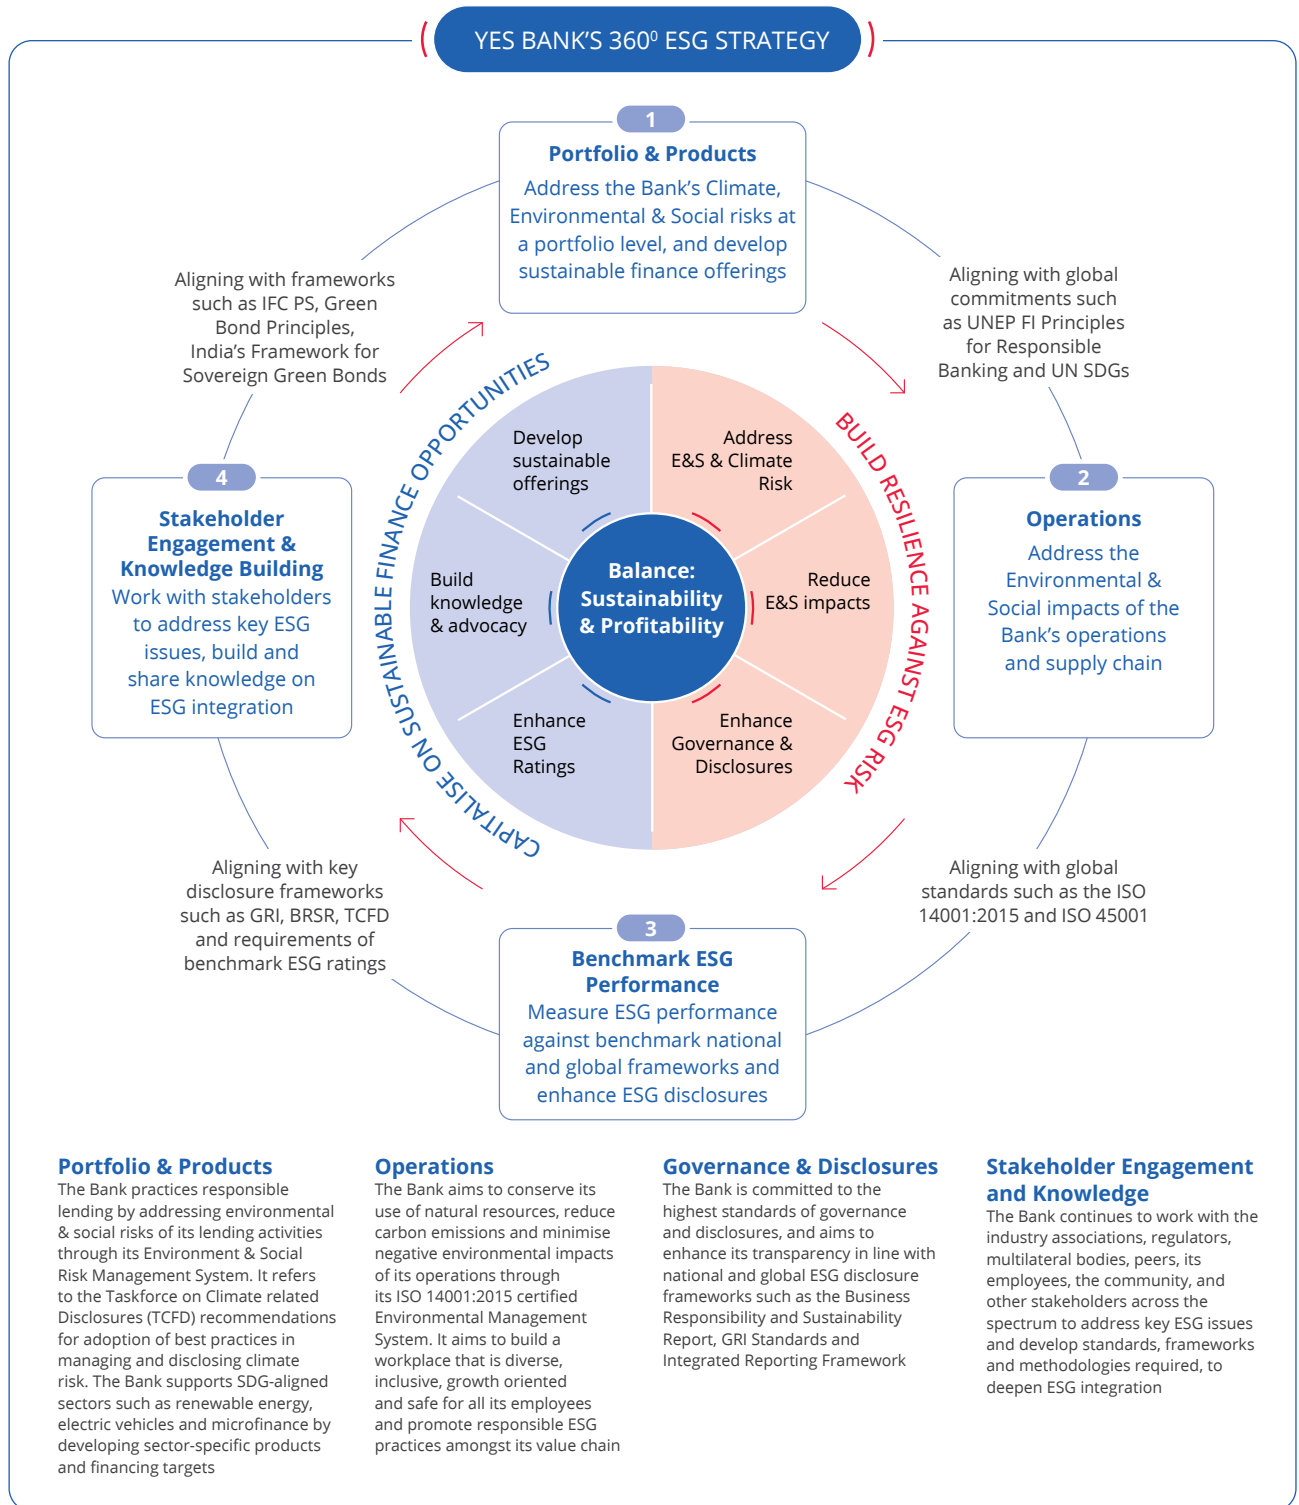 YES BANK'S 360⁰ ESG STRATEGY
1
Portfolio & Products
Address the Bank's Climate,
Environmental & Social risks at
a portfolio level, and develop
sustainable finance offerings
Aligning with frameworks
such as IFC PS, Green
Bond Principles,
India's Framework for
Sovereign Green Bonds
Aligning with global
commitments such
as UNEP FI Principles
for Responsible
Banking and UN SDGs
CAPITALISE ON SUSTAINABLE FINANCE OPPORTUNITIES
BUILD RESILIENCE AGAINST ESG RISK
Develop
sustainable
offerings
Address
E&S & Climate
Risk
4
Stakeholder
Engagement &
Knowledge Building
Work with stakeholders
to address key ESG
issues, build and
share knowledge on
ESG integration
Build
knowledge
& advocacy
Balance:
Sustainability
& Profitability
Reduce
E&S impacts
2
Operations
Address the
Environmental &
Social impacts of the
Bank's operations
and supply chain
Enhance
ESG
Ratings
Enhance
Governance &
Disclosures
Aligning with key
disclosure frameworks
such as GRI, BRSR, TCFD
and requirements of
benchmark ESG ratings
Aligning with global
standards such as the ISO
14001:2015 and ISO 45001
3
Benchmark ESG
Performance
Measure ESG performance
against benchmark national
and global frameworks and
enhance ESG disclosures
Portfolio & Products
The Bank practices responsible
lending by addressing environmental
& social risks of its lending activities
through its Environment & Social
Risk Management System. It refers
to the Taskforce on Climate related
Disclosures (TCFD) recommendations
for adoption of best practices in
managing and disclosing climate
risk. The Bank supports SDG-aligned
sectors such as renewable energy,
electric vehicles and microfinance by
developing sector-specific products
and financing targets
Operations
The Bank aims to conserve its
use of natural resources, reduce
carbon emissions and minimise
negative environmental impacts
of its operations through
its ISO 14001:2015 certified
Environmental Management
System. It aims to build a
workplace that is diverse,
inclusive, growth oriented
and safe for all its employees
and promote responsible ESG
practices amongst its value chain
Governance & Disclosures
The Bank is committed to the
highest standards of governance
and disclosures, and aims to
enhance its transparency in line with
national and global ESG disclosure
frameworks such as the Business
Responsibility and Sustainability
Report, GRI Standards and
Integrated Reporting Framework
Stakeholder Engagement
and Knowledge
The Bank continues to work with the
industry associations, regulators,
multilateral bodies, peers, its
employees, the community, and
other stakeholders across the
spectrum to address key ESG issues
and develop standards, frameworks
and methodologies required, to
deepen ESG integration